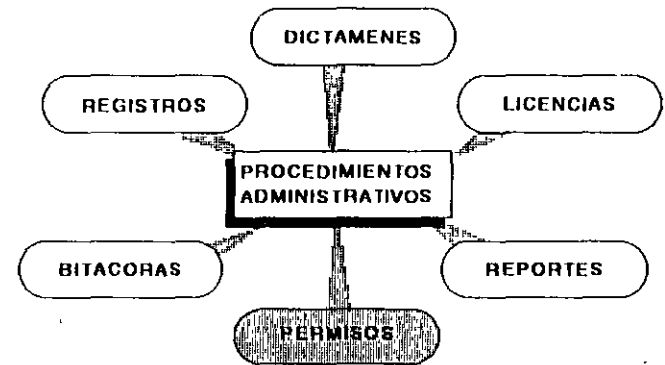 DICTAMENES
REGISTROS
LICENCIAS
PROCEDIMIENTOS
ADMINISTRATIVOS
BITACORAS
REPORTES
PERMISOS